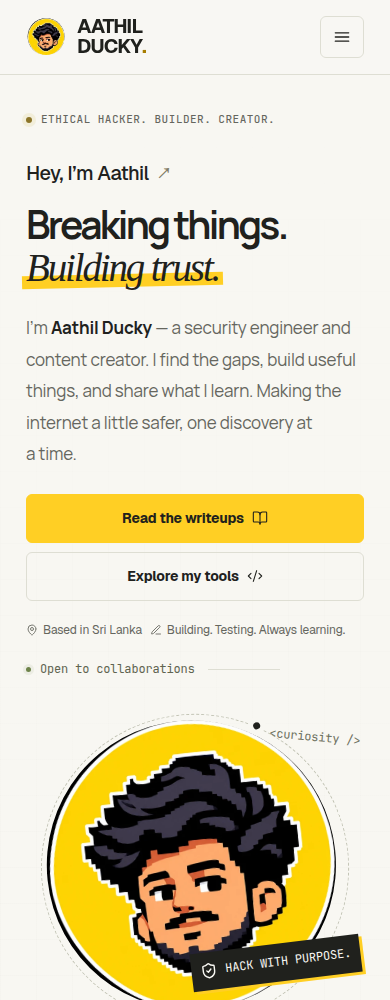 AATHIL
DUCKY.
ETHICAL HACKER. BUILDER. CREATOR.
Hey, I’m Aathil ↗
Breaking things.
Building trust.
I’m Aathil Ducky — a security engineer and
content creator. I find the gaps, build useful
things, and share what I learn. Making the
internet a little safer, one discovery at
a time.
Read the writeups
Explore my tools </>
Based in Sri Lanka Building. Testing. Always learning.
Open to collaborations
<curiosity />
HACK WITH PURPOSE.